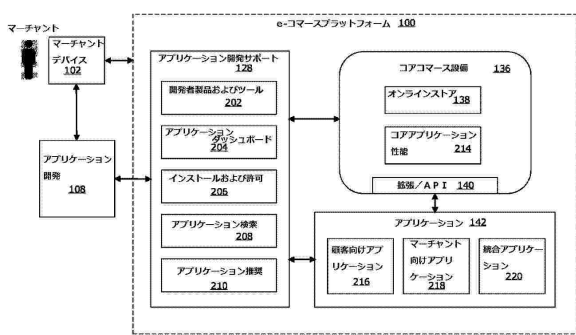 e-コマースプラットフォーム 100
マーチャント
マーチャント
デバイス
102
アプリケーション
開発
108
アプリケーション開発サポート
128
開発者製品およびツール
202
アプリケーション
ダッシュボード
204
インストールおよび許可
206
アプリケーション検索
208
アプリケーション推奨
210
コアコマース設備 136
オンラインストア
138
コアアプリケーション
性能 214
拡張/API 140
アプリケーション 142
顧客向けアプ
リケーション
216
マーチャント
向けアプリ
ケーション
218
統合アプリケー
ション
220